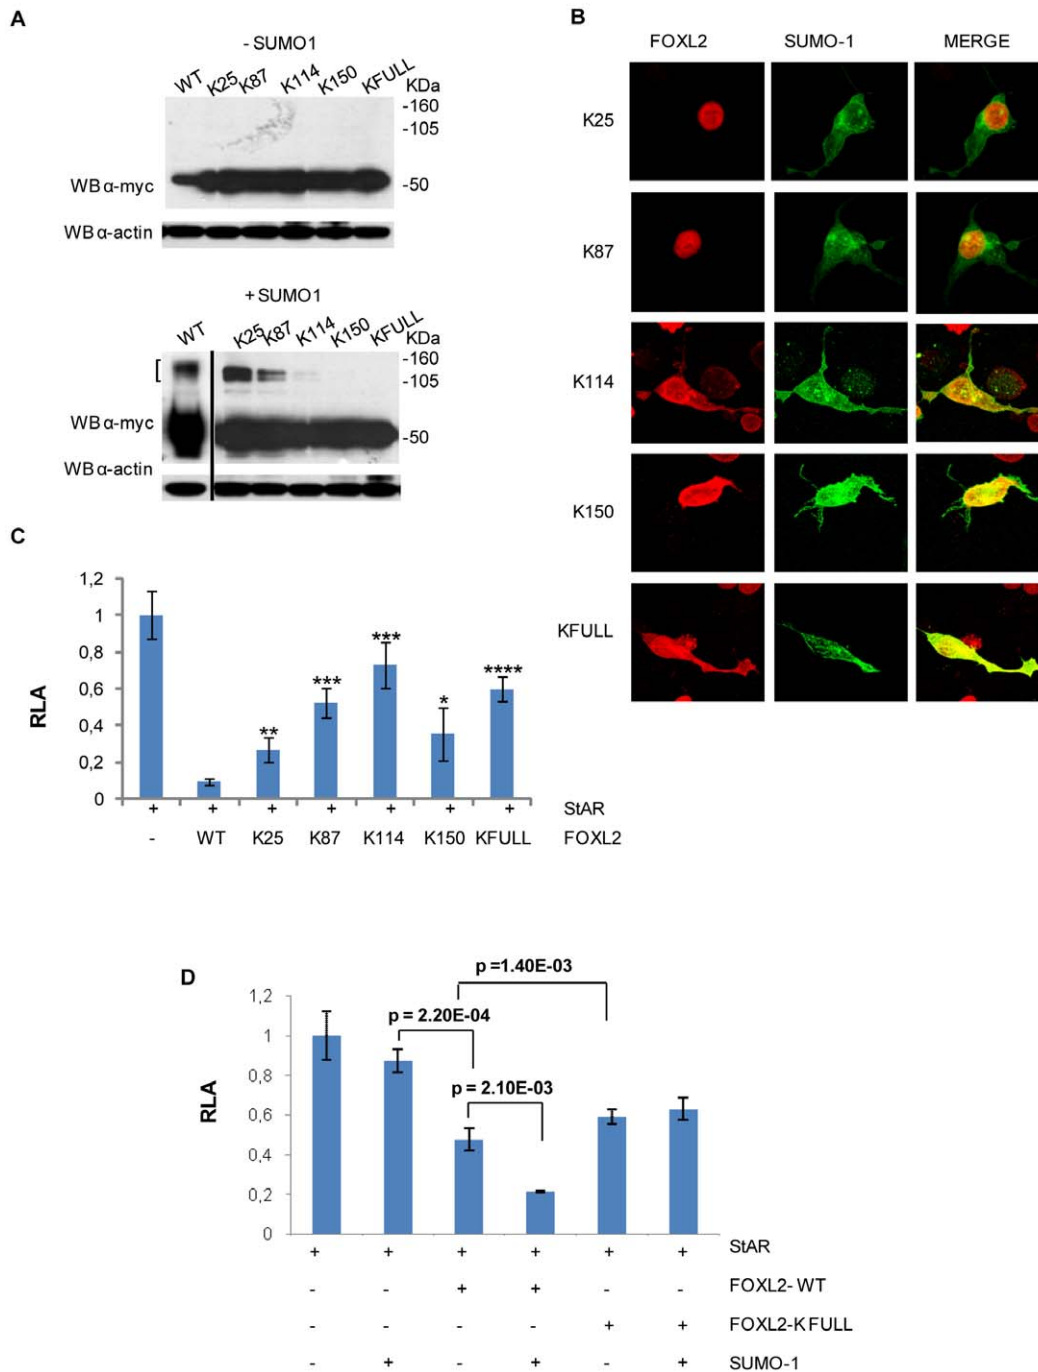 A
- SUMO1
WT K25 K87 K114 K150 KFULL KDa
-160
-105
WB α-myc
-50
WB α-actin
+ SUMO1
WT K25 K87 K114 K150 KFULL KDa
-160
-105
WB α-myc
-50
WB α-actin
B
FOXL2 SUMO-1 MERGE
K25
K87
K114
K150
KFULL
C
RLA
1,2
1
0,8
0,6
0,4
0,2
0
** *** *** * ****
+ + + + + + + StAR
- WT K25 K87 K114 K150 KFULL FOXL2
D
p =1.40E-03
p = 2.20E-04
p = 2.10E-03
RLA
1,2
1
0,8
0,6
0,4
0,2
0
+ + + + + + StAR
- - + + - - FOXL2- WT
- - - - + + FOXL2-K FULL
- + - + - + SUMO-1